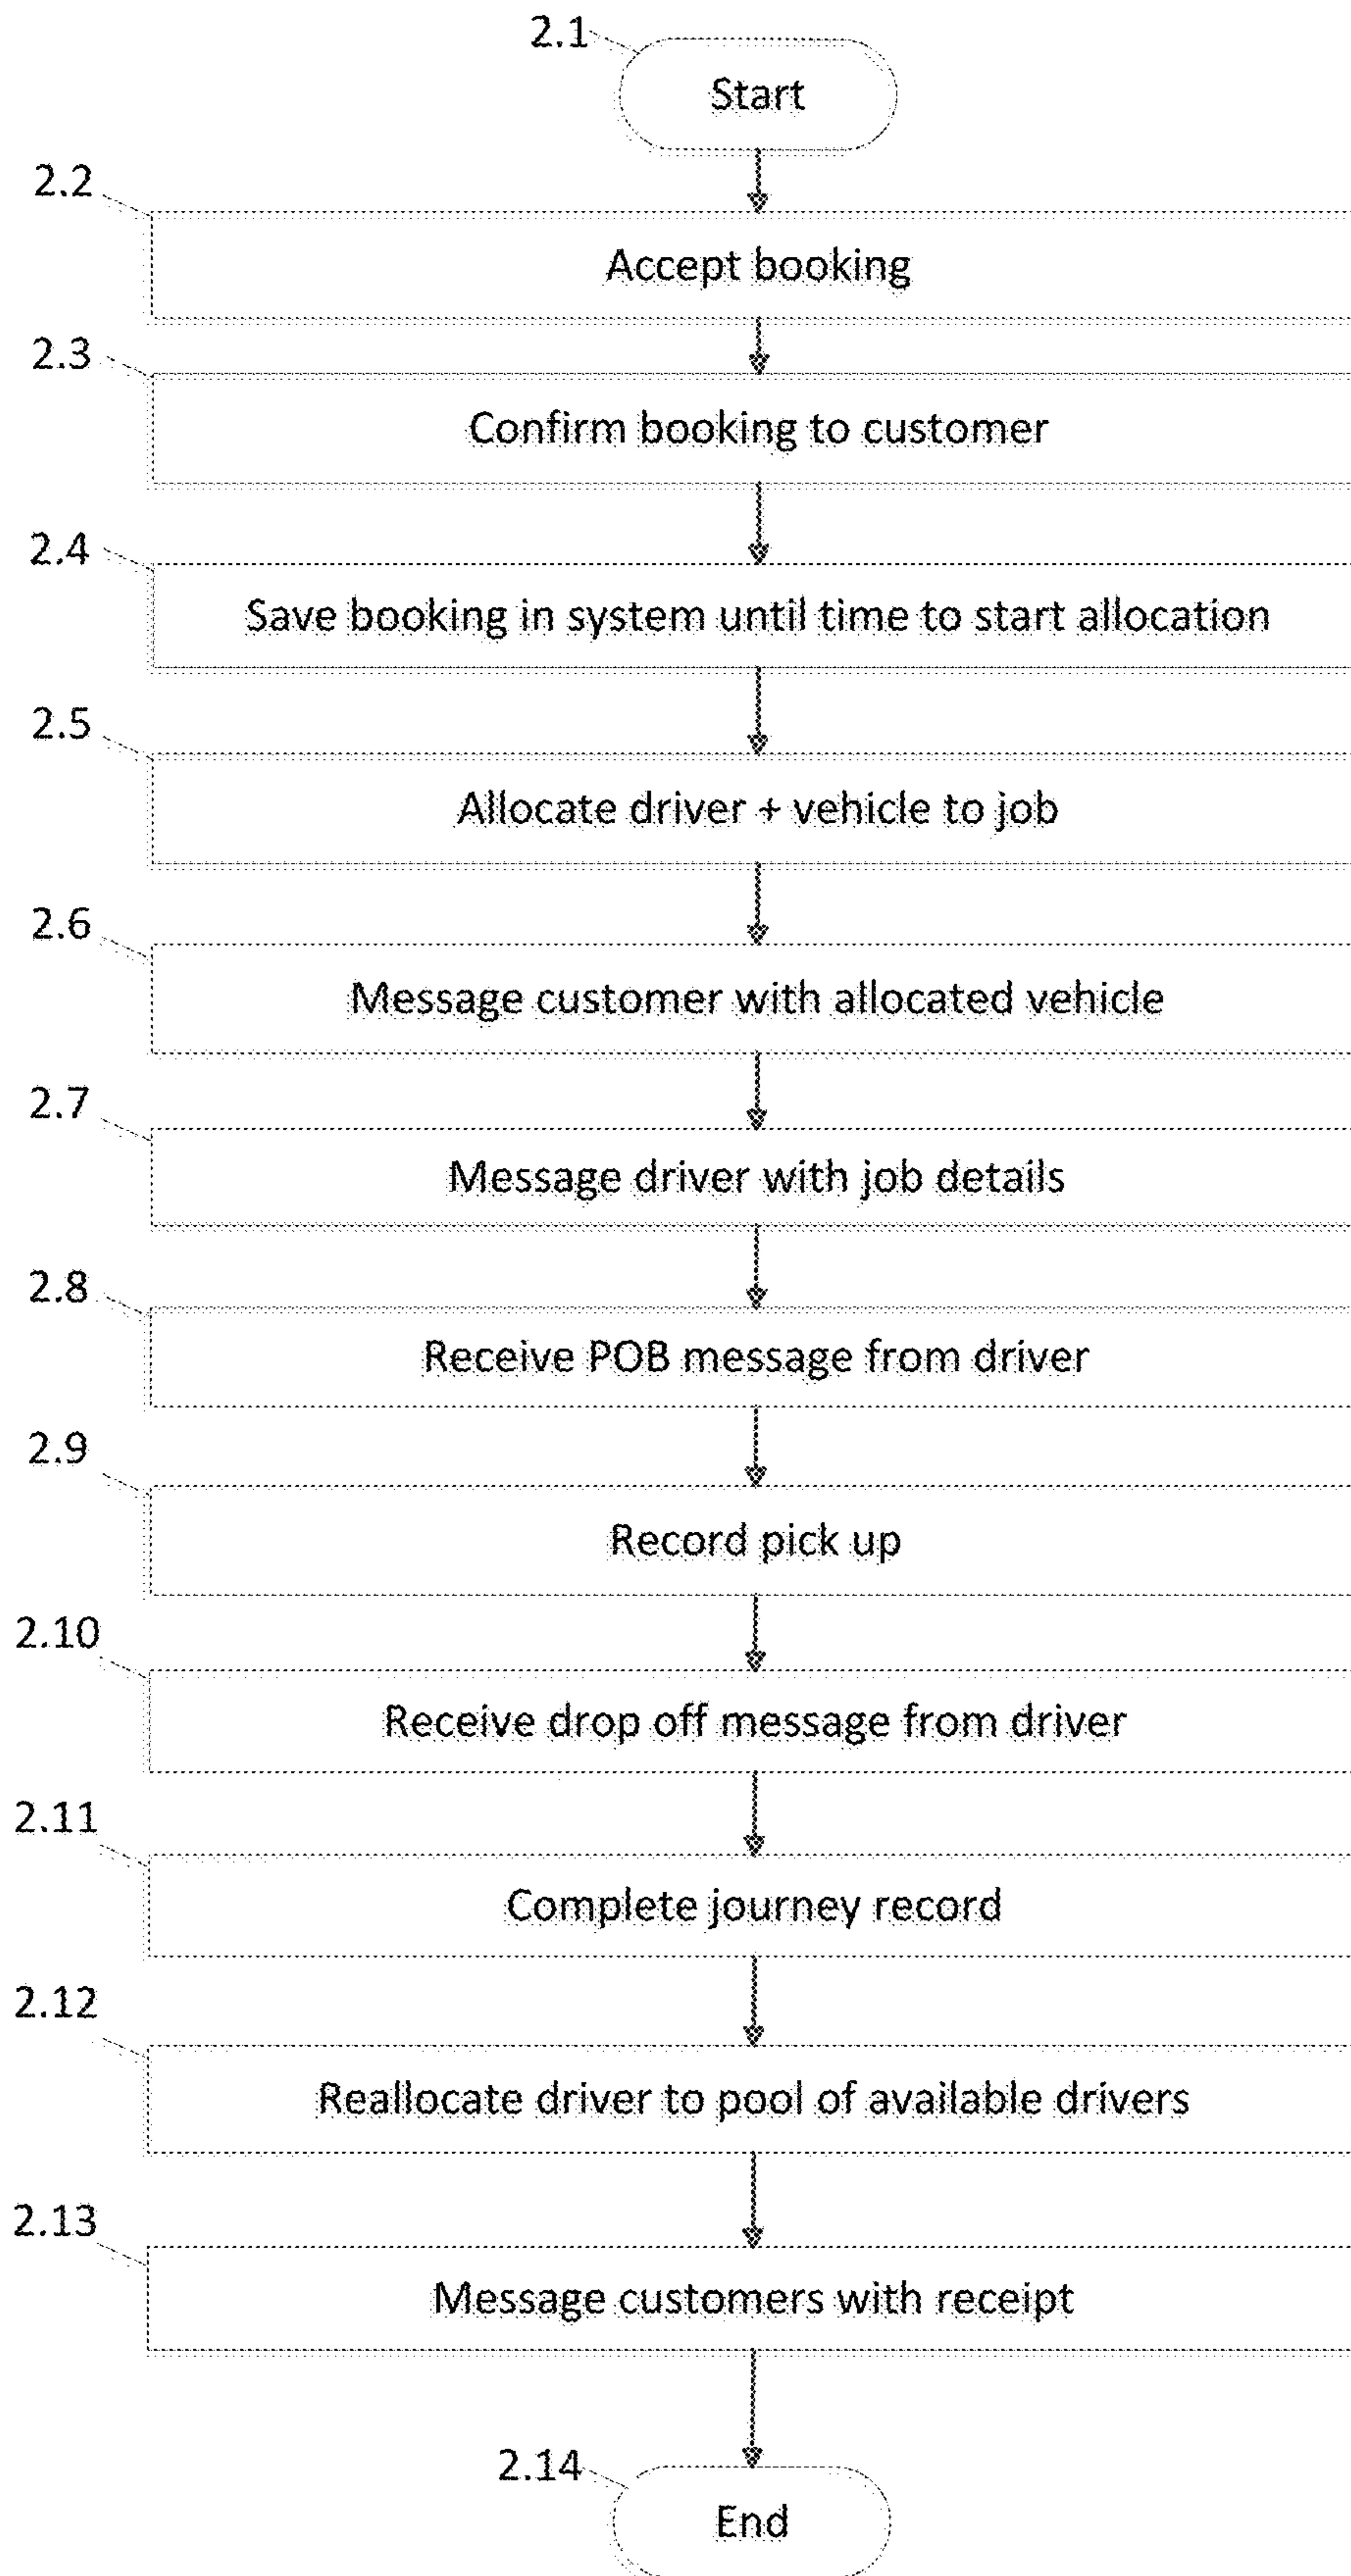 2.1
Start
2.2
Accept booking
2.3
Confirm booking to customer
2.4
Save booking in system until time to start allocation
2.5
Allocate driver + vehicle to job
2.6
Message customer with allocated vehicle
2.7
Message driver with job details
2.8
Receive POB message from driver
2.9
Record pick up
2.10
Receive drop off message from driver
2.11
Complete journey record
2.12
Reallocate driver to pool of available drivers
2.13
Message customers with receipt
2.14
End